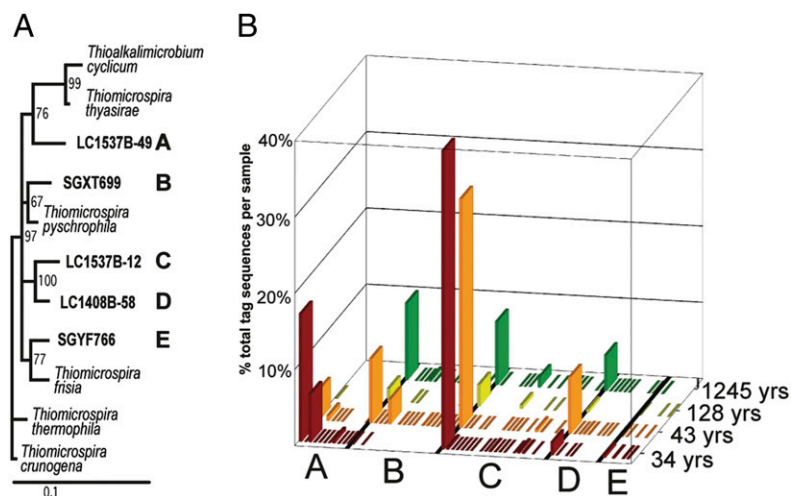 A
Thioalkalimicrobium
cyclicum
99
Thiomicrospira
thyasirae
76
LC1537B-49 A
SGXT699 B
67
Thiomicrospira
pyschrophila
97
LC1537B-12 C
100
LC1408B-58 D
SGYF766 E
77
Thiomicrospira
frisia
Thiomicrospira
thermophila
Thiomicrospira
crunogena
0.1
B
% total tag sequences per sample
40%
30%
20%
10%
1245 yrs
128 yrs
43 yrs
34 yrs
A B C D E